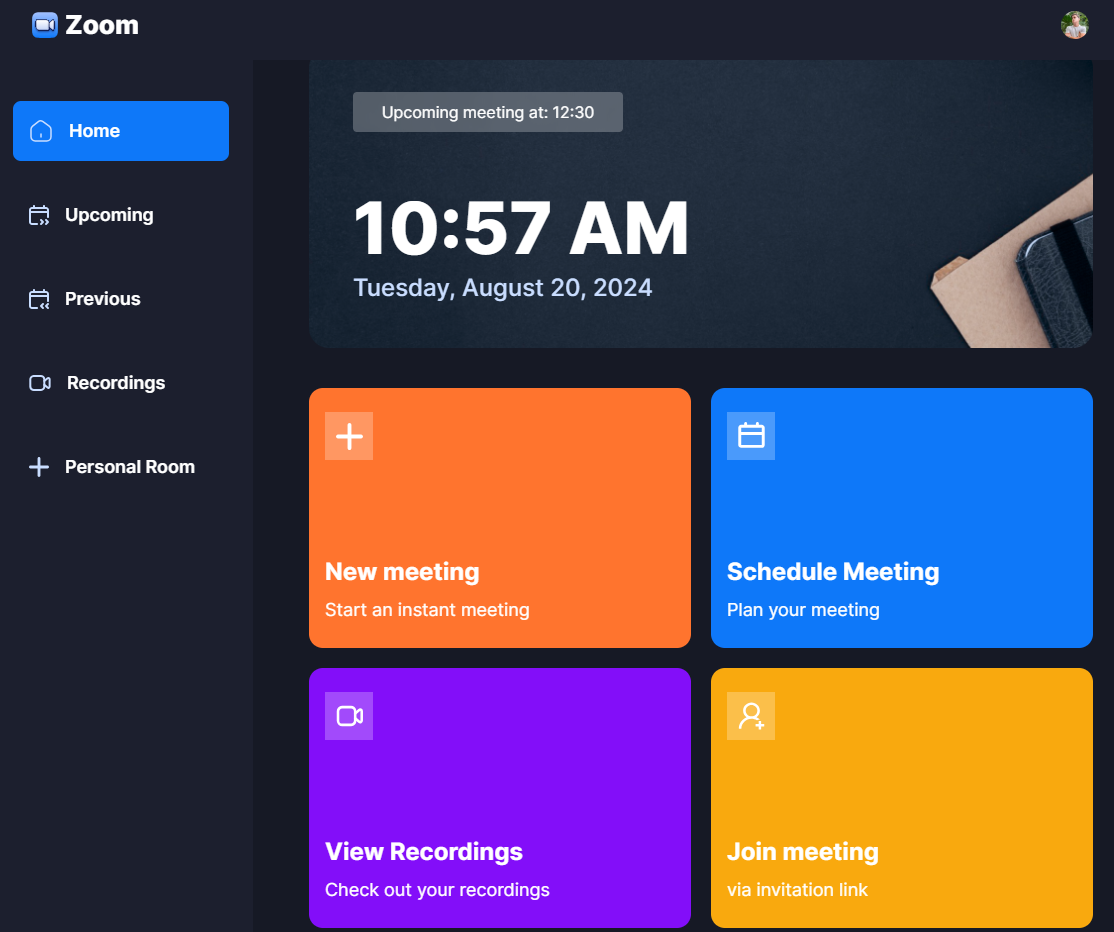 Zoom
Home
Upcoming
Previous
Recordings
Personal Room
Upcoming meeting at: 12:30
10:57 AM
Tuesday, August 20, 2024
New meeting
Start an instant meeting
Schedule Meeting
Plan your meeting
View Recordings
Check out your recordings
Join meeting
via invitation link